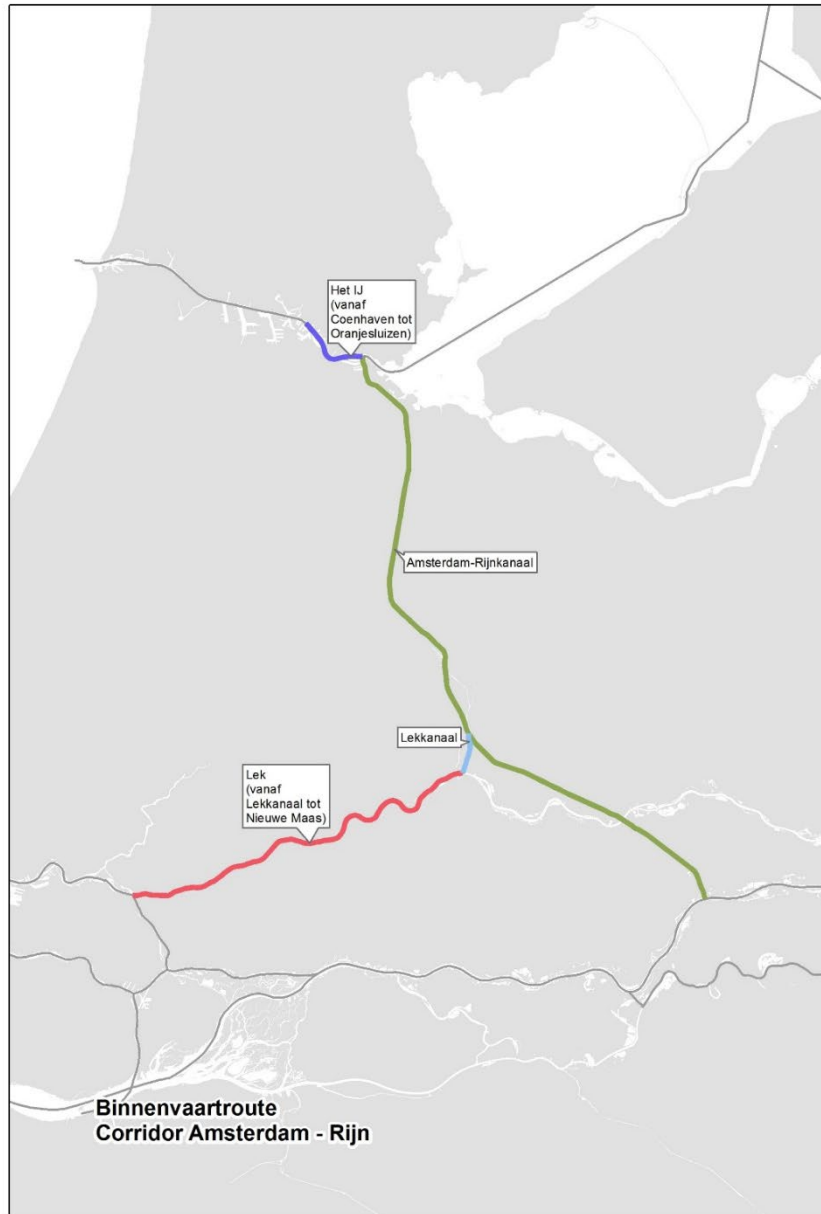 Het IJ
(vanaf
Coenhaven tot
Oranjesluizen)
Amsterdam-Rijnkanaal
Lekkanaal
Lek
(vanaf
Lekkanaal tot
Nieuwe Maas)
Binnenvaartroute
Corridor Amsterdam - Rijn